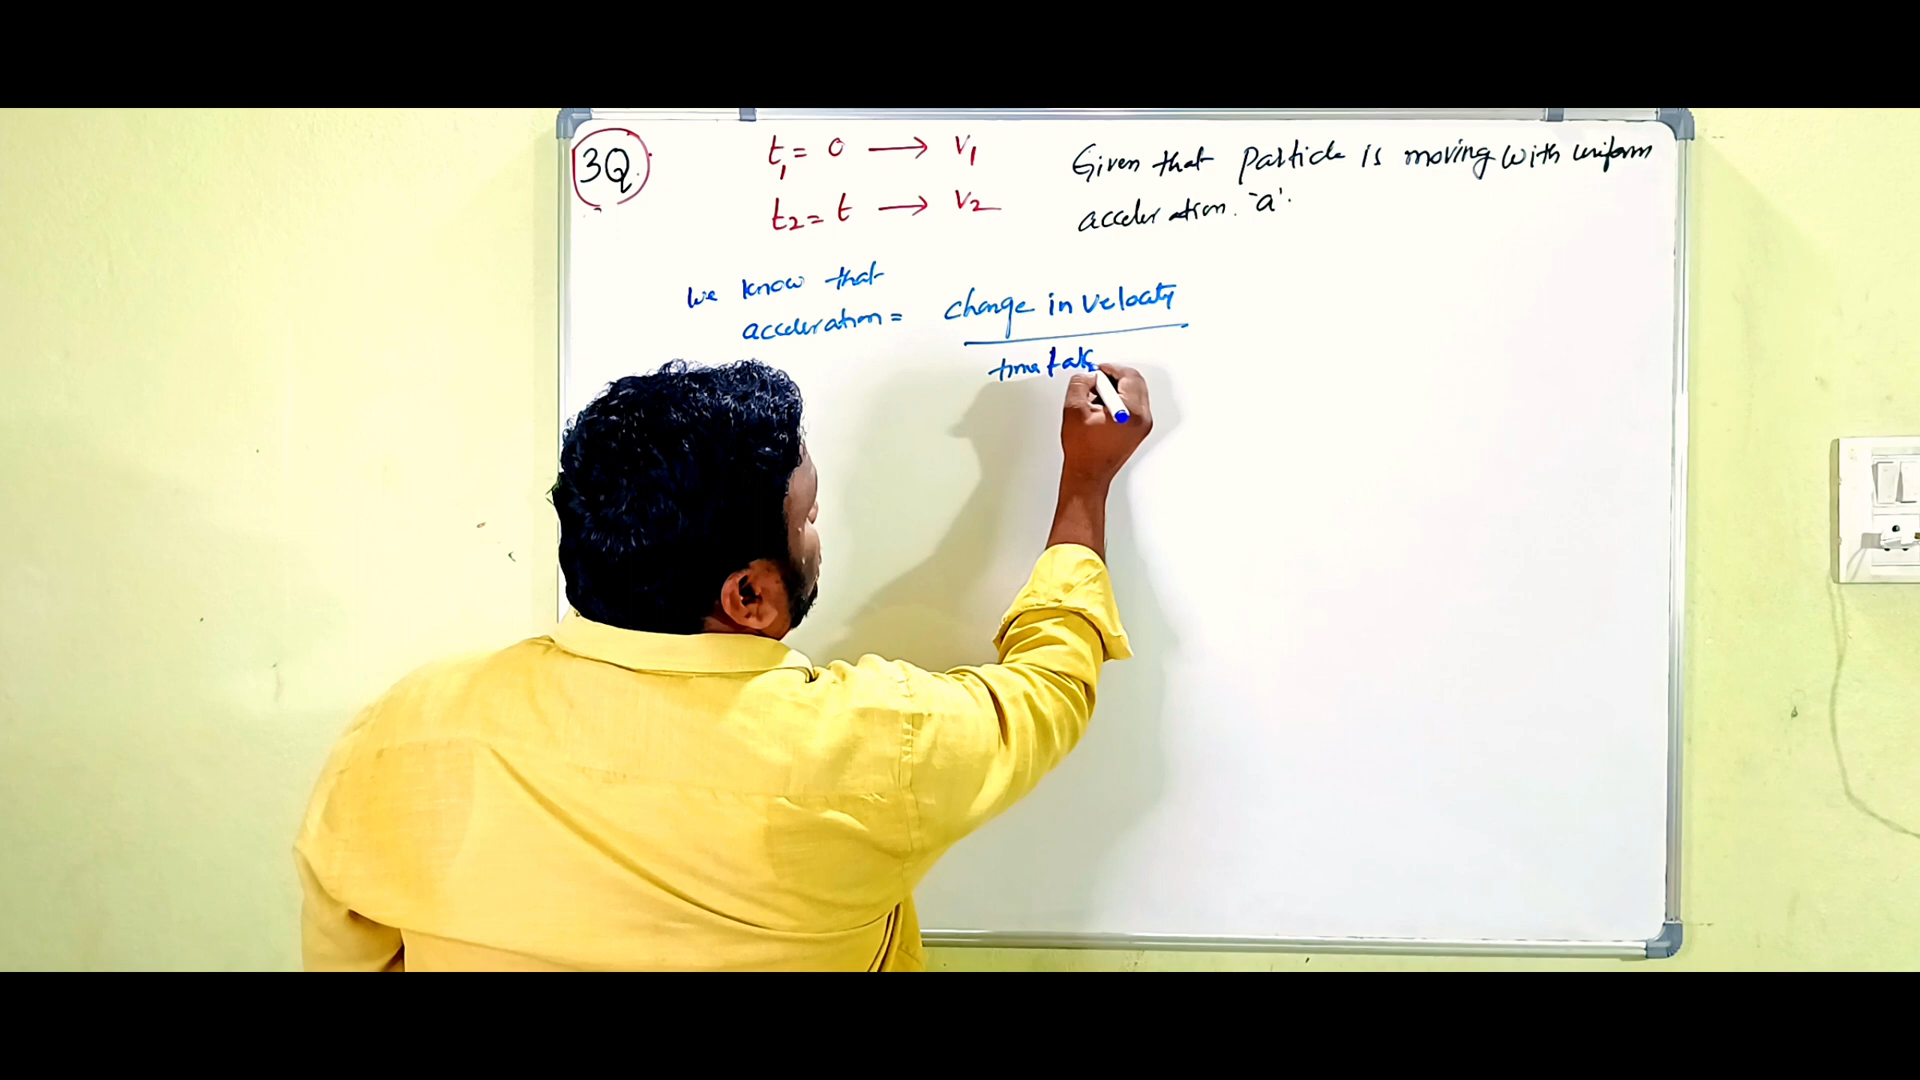 3Q.
t1 = 0 → V1
t2 = t → V2
Given that particle is moving with uniform
acceleration. 'a'.
we know that
acceleration = change in velocity
time take